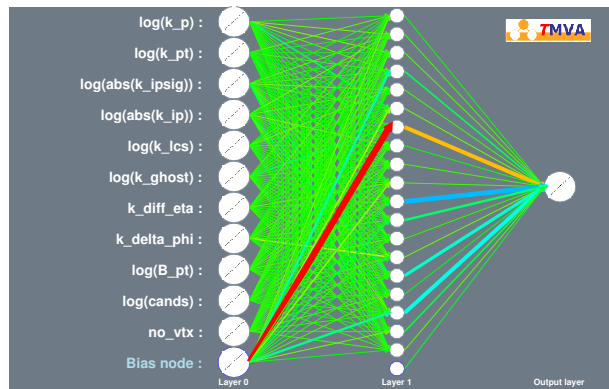 log(k_p) :
TMVA
log(k_pt) :
log(abs(k_ipsig)) :
log(abs(k_ip)) :
log(k_lcs) :
log(k_ghost) :
k_diff_eta :
k_delta_phi :
log(B_pt) :
log(cands) :
no_vtx :
Bias node :
Layer 0
Layer 1
Output layer